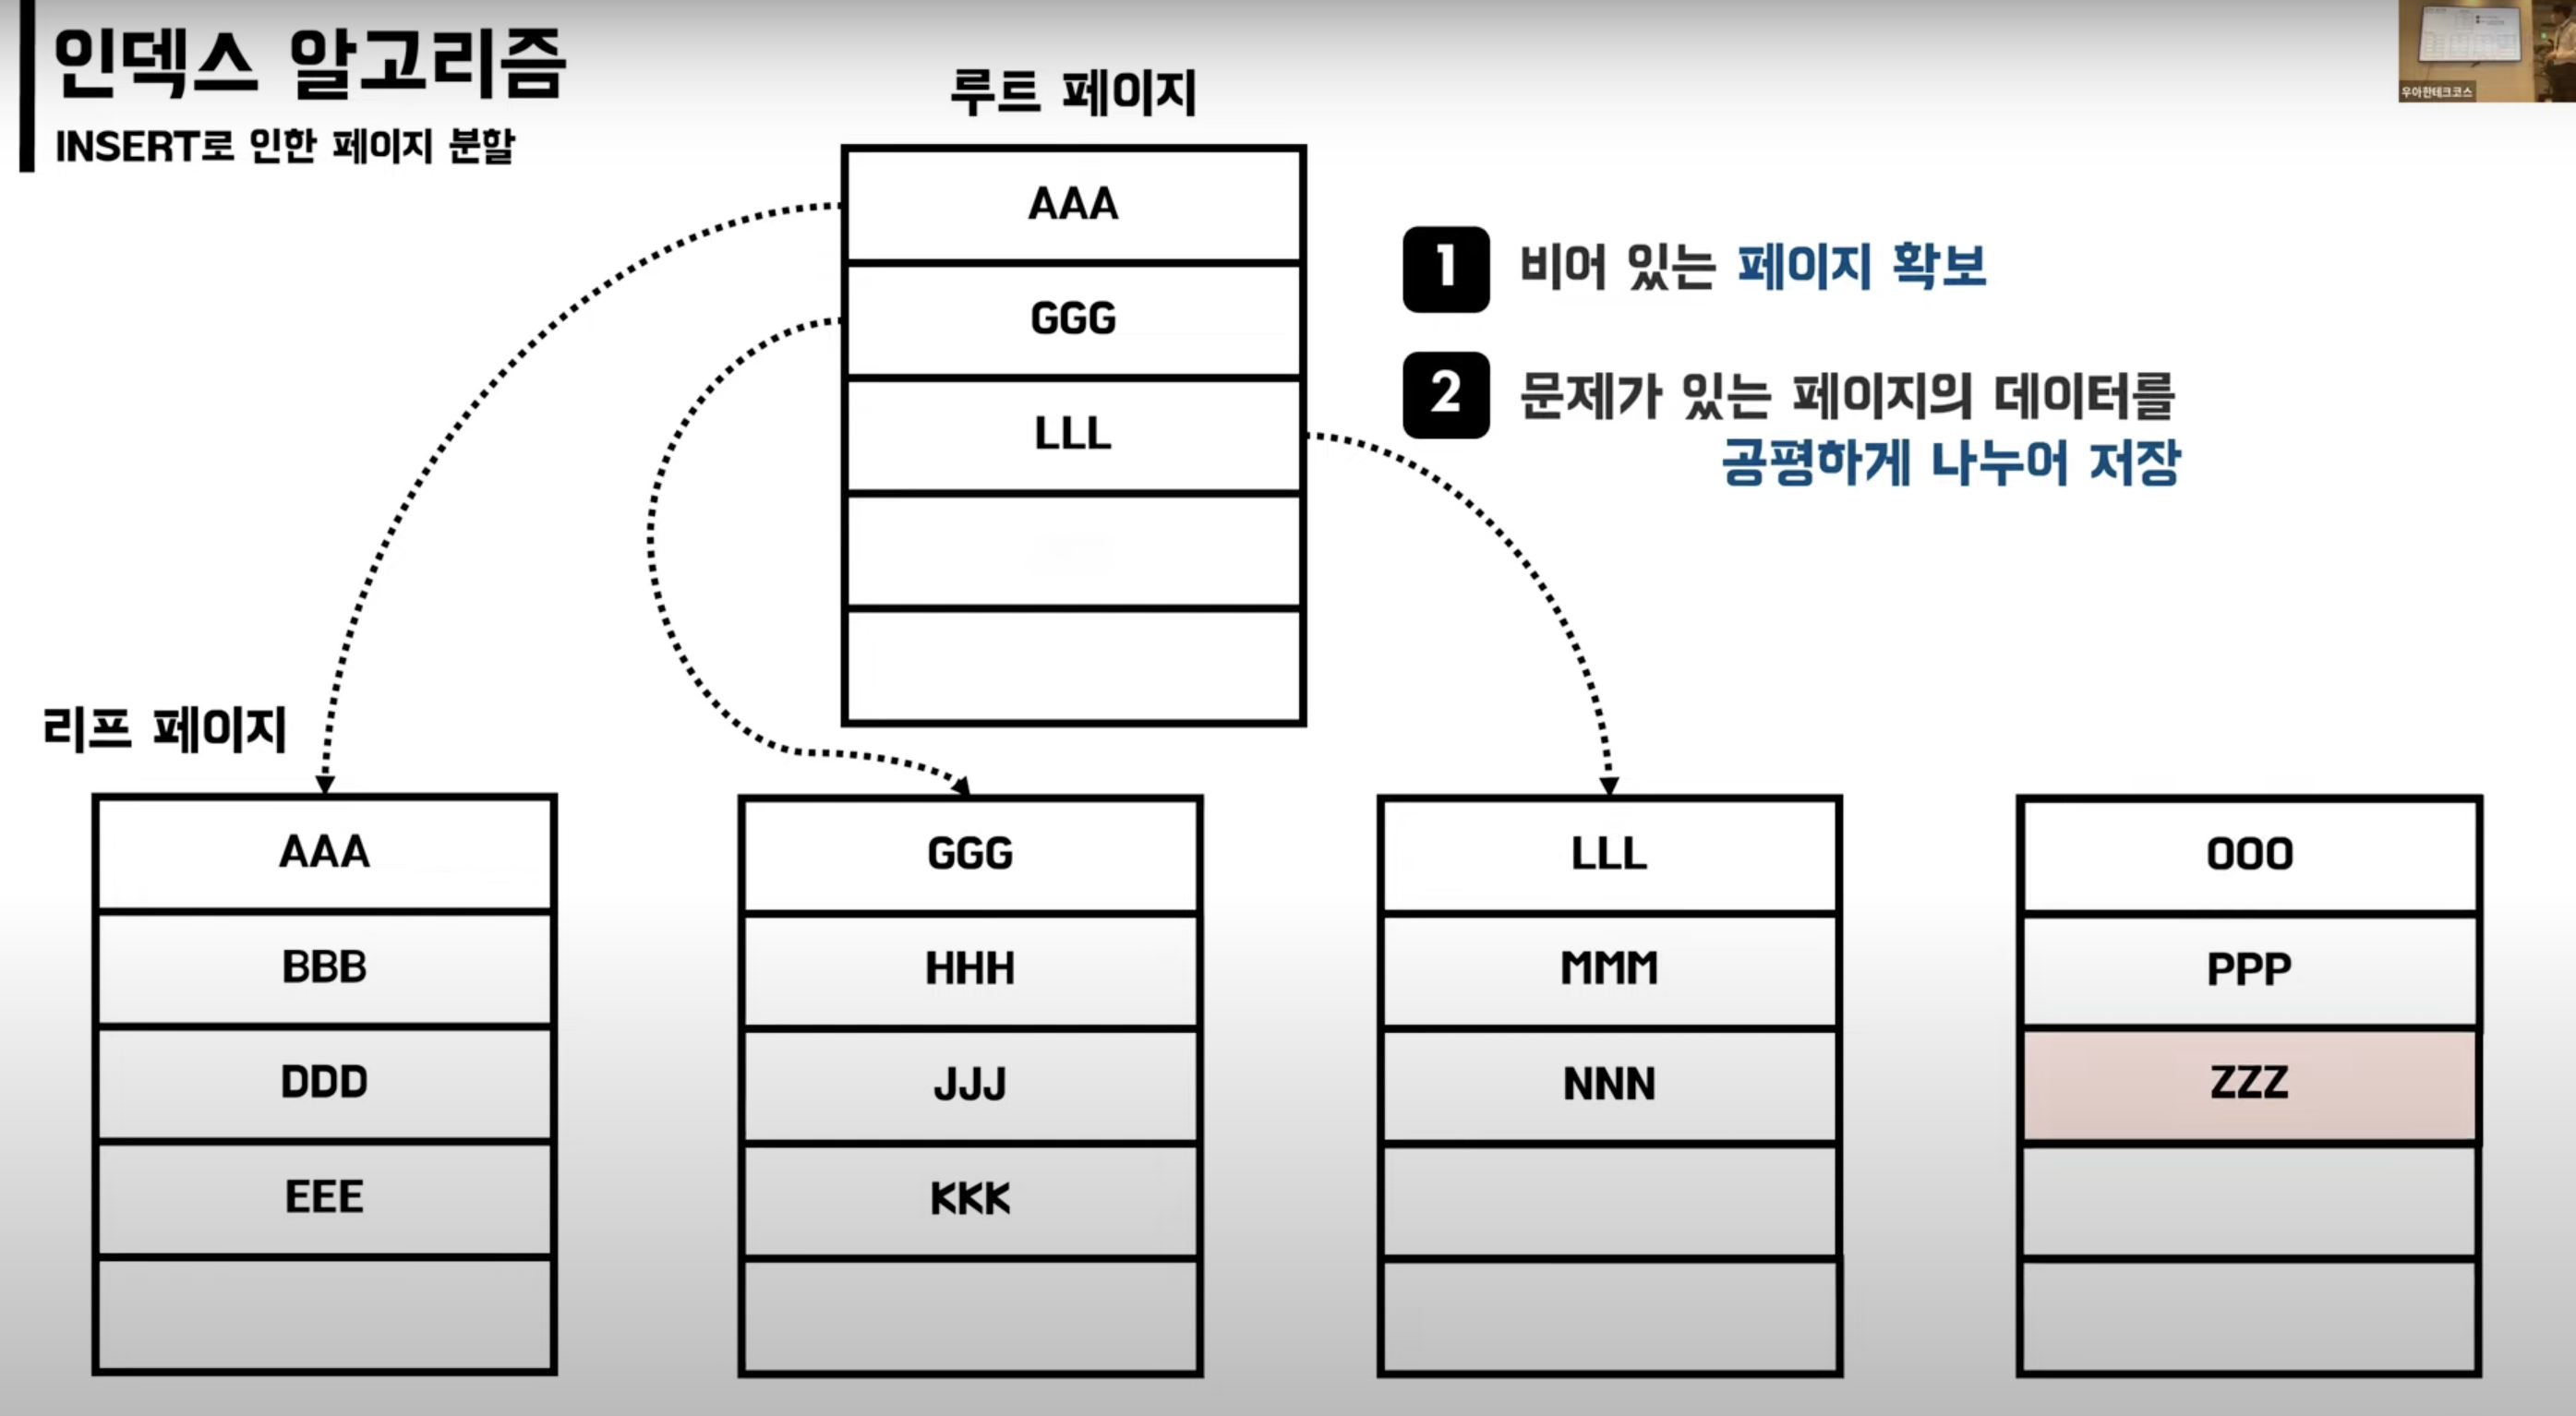 인덱스 알고리즘
INSERT로 인한 페이지 분할
우아한테크코스
루트 페이지
AAA
GGG
LLL
1 비어 있는 페이지 확보
2 문제가 있는 페이지의 데이터를
공평하게 나누어 저장
리프 페이지
AAA
BBB
DDD
EEE
GGG
HHH
JJJ
KKK
LLL
MMM
NNN
OOO
PPP
ZZZ